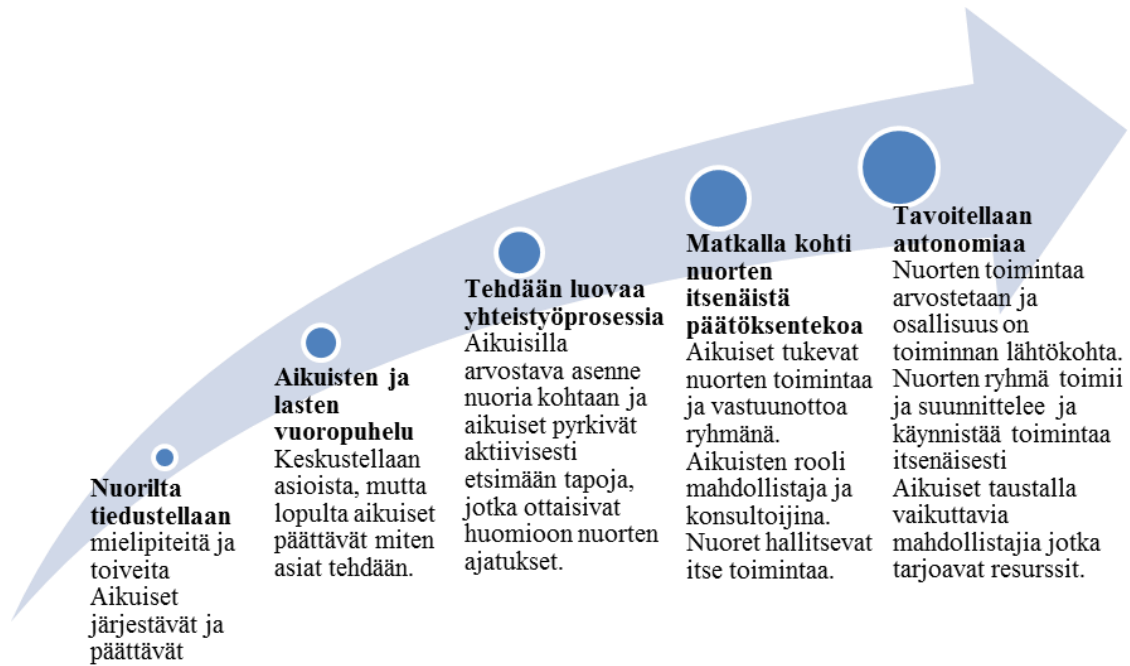 Nuorilta
tiedustellaan
mielipiteitä ja
toiveita
Aikuiset
järjestävät ja
päättävät
Aikuisten ja
lasten
vuoropuhelu
Keskustellaan
asioista, mutta
lopulta aikuiset
päättävät miten
asiat tehdään.
Tehdään luovaa
yhteistyöprosessia
Aikuisilla
arvostava asenne
nuoria kohtaan ja
aikuiset pyrkivät
aktiivisesti
etsimään tapoja,
jotka ottaisivat
huomioon nuorten
ajatukset.
Matkalla kohti
nuorten
itsenäistä
päätöksentekoa
Aikuiset tukevat
nuorten toimintaa
ja vastuunottoa
ryhmänä.
Aikuisten rooli
mahdollistaja ja
konsultoijina.
Nuoret hallitsevat
itse toimintaa.
Tavoitellaan
autonomiaa
Nuorten toimintaa
arvostetaan ja
osallisuus on
toiminnan lähtökohta.
Nuorten ryhmä toimii
ja suunnittelee ja
käynnistää toimintaa
itsenäisesti
Aikuiset taustalla
vaikuttavia
mahdollistajia jotka
tarjoavat resurssit.